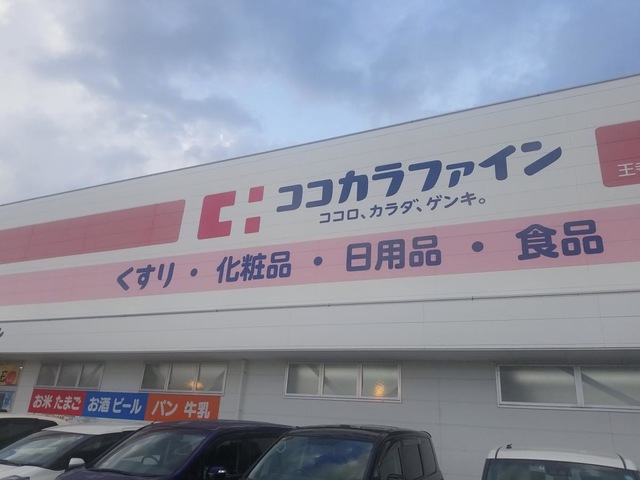 ココカラファイン
ココロ、カラダ、ゲンキ。
くすり・化粧品・日用品・食品
お米 たまご
お酒 ビール
パン 牛乳